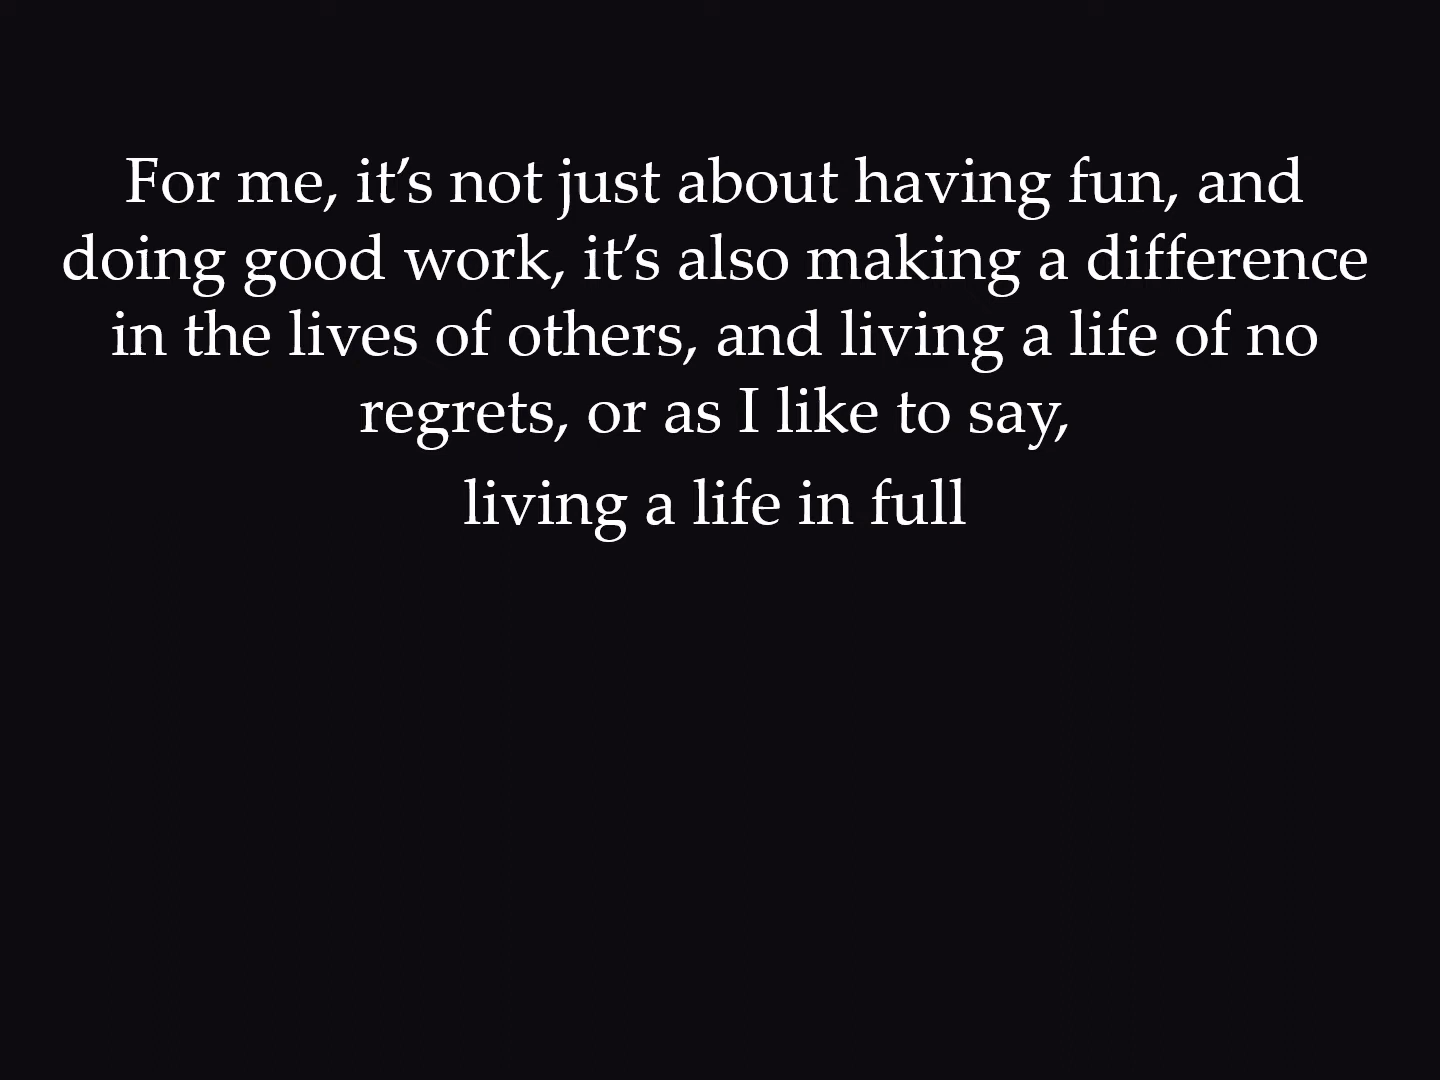 For me, it’s not just about having fun, and
doing good work, it’s also making a difference
in the lives of others, and living a life of no
regrets, or as I like to say,
living a life in full